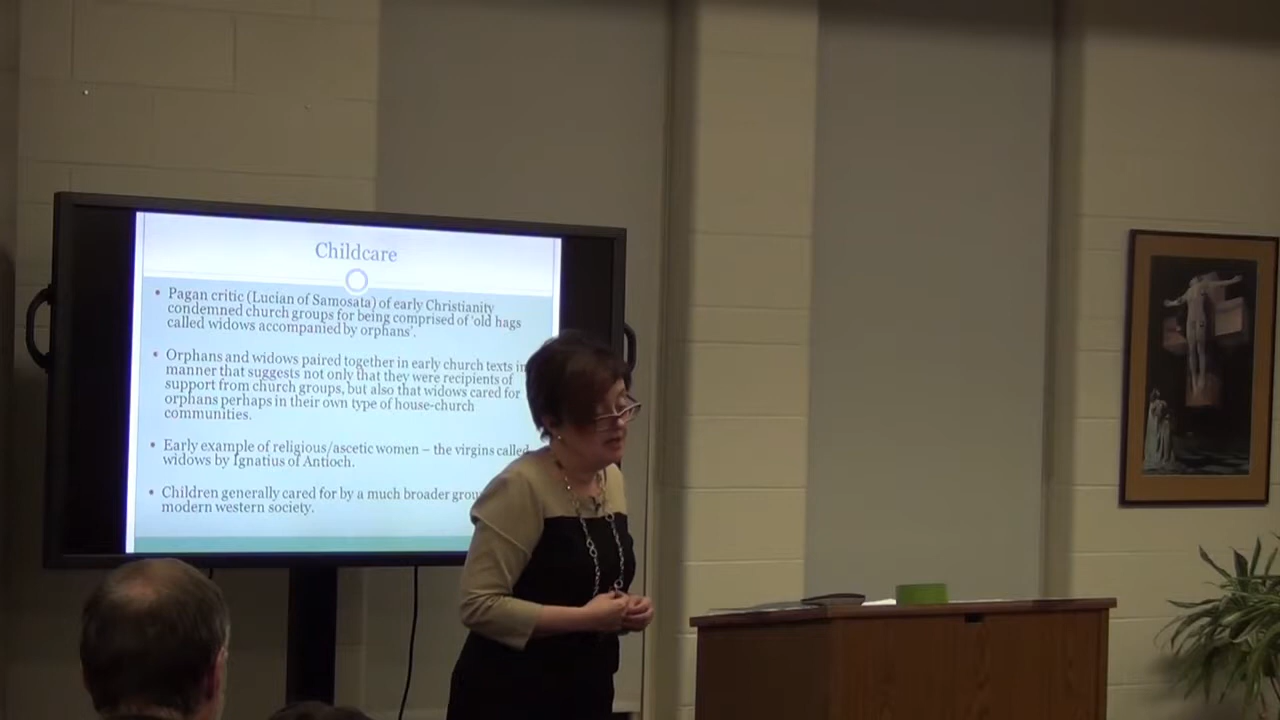 Childcare
• Pagan critic (Lucian of Samosata) of early Christianity
condemned church groups for being comprised of 'old hags
called widows accompanied by orphans'.
• Orphans and widows paired together in early church texts in
manner that suggests not only that they were recipients of
support from church groups, but also that widows cared for
orphans perhaps in their own type of house-church
communities.
• Early example of religious/ascetic women – the virgins called
widows by Ignatius of Antioch.
• Children generally cared for by a much broader
modern western society.